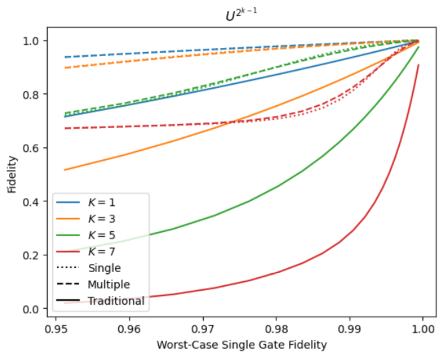 $U^{2^{k-1}}$
1.0
0.8
0.6
0.4
0.2
0.0
Fidelity
K = 1
K = 3
K = 5
K = 7
Single
Multiple
Traditional
0.95 0.96 0.97 0.98 0.99 1.00
Worst-Case Single Gate Fidelity